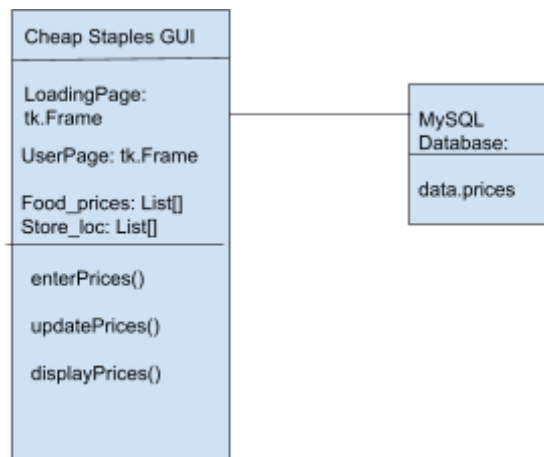 Cheap Staples GUI
LoadingPage:
tk.Frame
UserPage: tk.Frame
Food_prices: List[]
Store_loc: List[]
enterPrices()
updatePrices()
displayPrices()
MySQL
Database:
data.prices